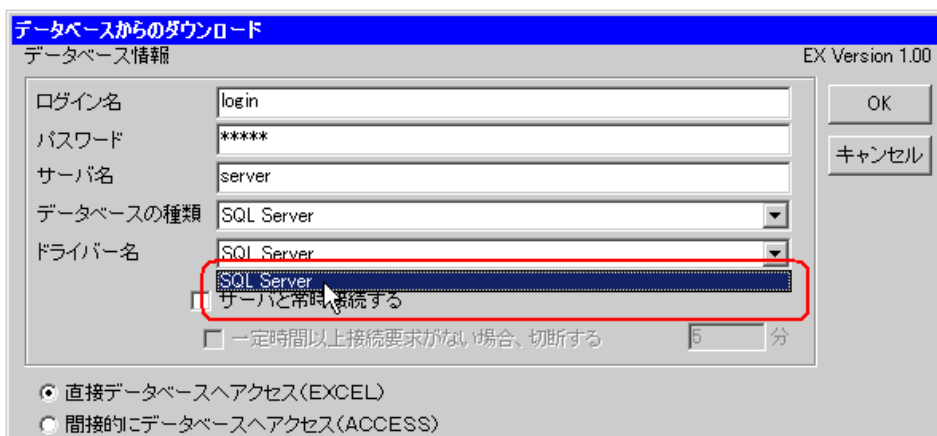 データベースからのダウンロード
データベース情報 EX Version 1.00
ログイン名 login OK
パスワード *****
キャンセル
サーバ名 server
データベースの種類 SQL Server
ドライバー名 SQL Server
SQL Server
サーバと常時接続する
一定時間以上接続要求がない場合、切断する 5 分
直接データベースへアクセス(EXCEL)
間接的にデータベースへアクセス(ACCESS)